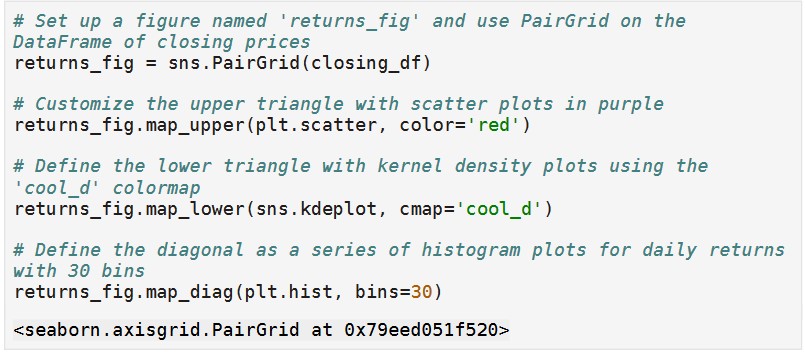 # Set up a figure named 'returns_fig' and use PairGrid on the
DataFrame of closing prices
returns_fig = sns.PairGrid(closing_df)
# Customize the upper triangle with scatter plots in purple
returns_fig.map_upper(plt.scatter, color='red')
# Define the lower triangle with kernel density plots using the
'cool_d' colormap
returns_fig.map_lower(sns.kdeplot, cmap='cool_d')
# Define the diagonal as a series of histogram plots for daily returns
with 30 bins
returns_fig.map_diag(plt.hist, bins=30)
<seaborn.axisgrid.PairGrid at 0x79eed051f520>